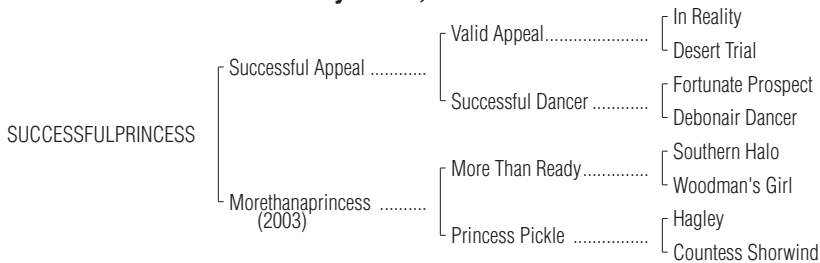 In Reality
Valid Appeal......................
Desert Trial
Successful Appeal ............
Fortunate Prospect
Successful Dancer ............
Debonair Dancer
SUCCESSFULPRINCESS
Southern Halo
More Than Ready..............
Woodman's Girl
Morethanaprincess ..........
(2003)
Hagley
Princess Pickle ................
Countess Shorwind